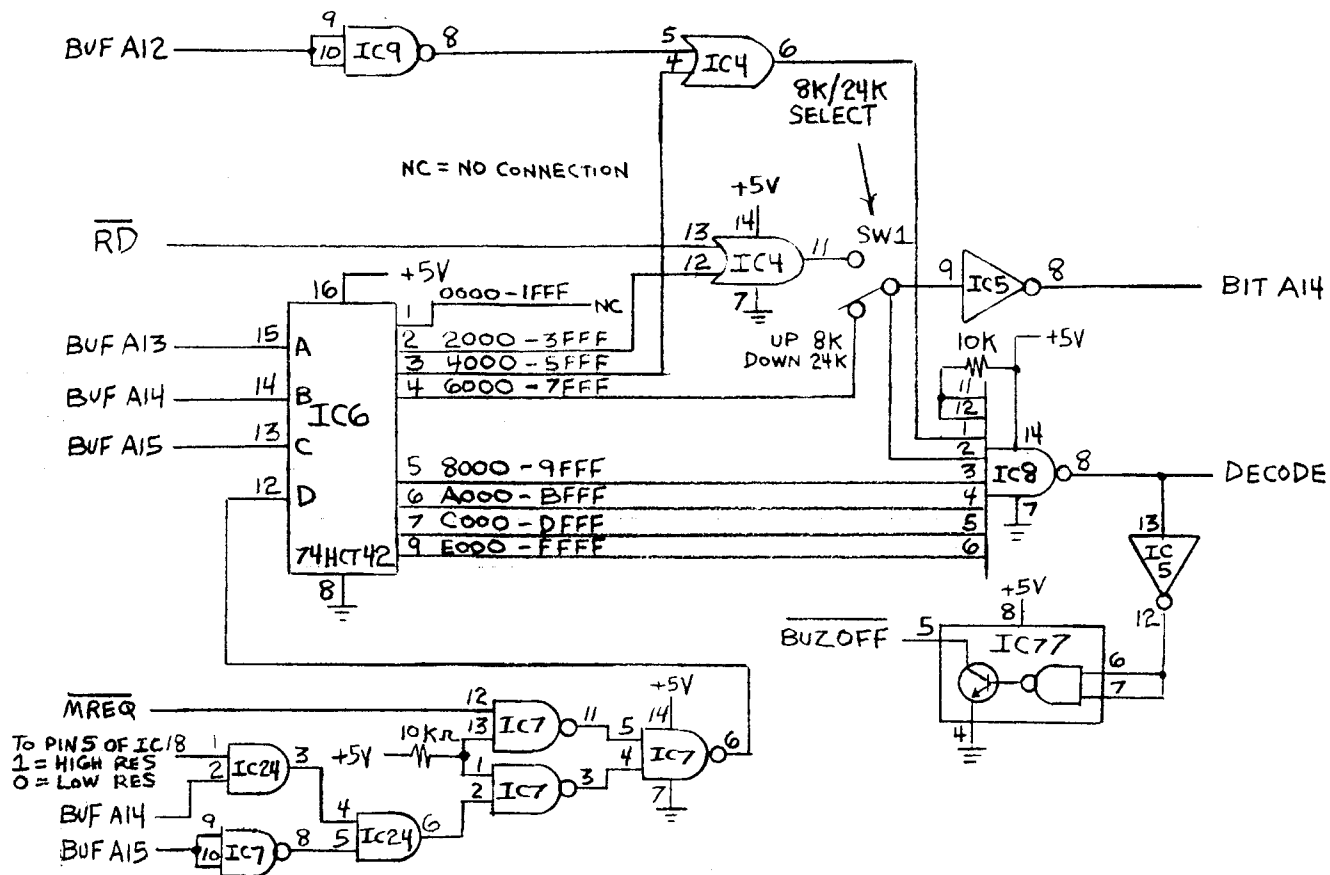 BUF A12
9
10
IC9
8
5
4
IC4
6
8K/24K
SELECT
NC = NO CONNECTION
+5V
14
R̅D̅
13
12
IC4
11
7
SW1
9
IC5
8
BIT A14
UP 8K
DOWN 24K
16
+5V
1
0000-1FFF
NC
BUF A13
15
A
2
2000-3FFF
3
4000-5FFF
BUF A14
14
B
4
6000-7FFF
IC6
BUF A15
13
C
12
D
5
8000-9FFF
6
A000-BFFF
7
C000-DFFF
9
E000-FFFF
74HCT42
8
10K
+5V
11
12
1
2
3
4
5
6
14
IC8
7
8
DECODE
13
IC
5
12
+5V
8
B̅U̅Z̅O̅F̅F̅
5
IC77
6
7
4
M̅R̅E̅Q̅
12
13
IC7
11
10KΩ
+5V
1
2
IC7
3
+5V
14
5
4
IC7
6
7
TO PIN 5 OF IC18
1 = HIGH RES
0 = LOW RES
1
2
IC24
3
BUF A14
4
5
IC24
6
BUF A15
9
10
IC7
8